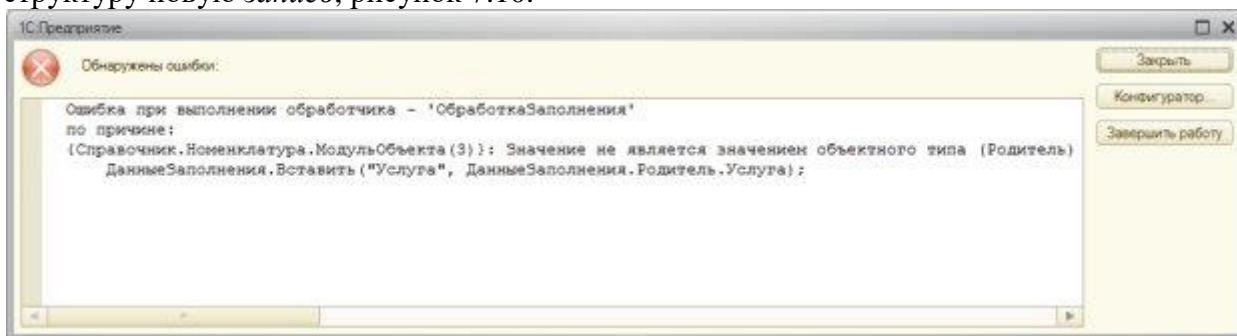 структуру новую запись, рисунок 7.16.
1С:Предприятие
Обнаружены ошибки:
Закрыть
Конфигуратор...
Завершить работу
Ошибка при выполнении обработчика - 'ОбработкаЗаполнения'
по причине:
{Справочник.Номенклатура.МодульОбъекта(3)}: Значение не является значением объектного типа (Родитель)
ДанныеЗаполнения.Вставить("Услуга", ДанныеЗаполнения.Родитель.Услуга);